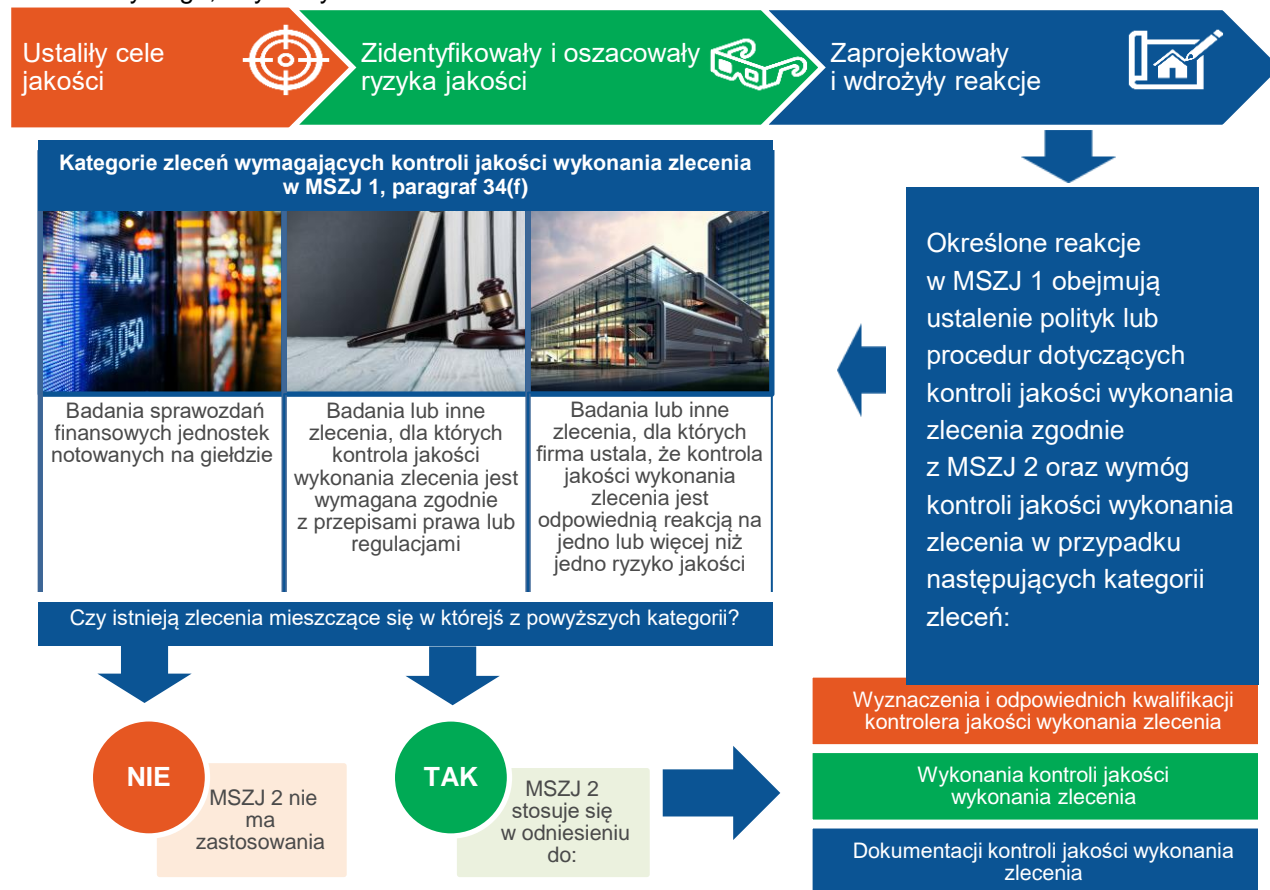 Ustaliły cele
jakości
Zidentyfikowały i oszacowały
ryzyka jakości
Zaprojektowały
i wdrożyły reakcje
Kategorie zleceń wymagających kontroli jakości wykonania zlecenia
w MSZJ 1, paragraf 34(f)
23,100
23,050
Badania sprawozdań
finansowych jednostek
notowanych na giełdzie
Badania lub inne
zlecenia, dla których
kontrola jakości
wykonania zlecenia jest
wymagana zgodnie
z przepisami prawa lub
regulacjami
Badania lub inne
zlecenia, dla których
firma ustala, że kontrola
jakości wykonania
zlecenia jest
odpowiednią reakcją na
jedno lub więcej niż
jedno ryzyko jakości
Określone reakcje
w MSZJ 1 obejmują
ustalenie polityk lub
procedur dotyczących
kontroli jakości wykonania
zlecenia zgodnie
z MSZJ 2 oraz wymóg
kontroli jakości wykonania
zlecenia w przypadku
następujących kategorii
zleceń:
Czy istnieją zlecenia mieszczące się w którejś z powyższych kategorii?
NIE
MSZJ 2 nie
ma
zastosowania
TAK
MSZJ 2
stosuje się
w odniesieniu
do:
Wyznaczenia i odpowiednich kwalifikacji
kontrolera jakości wykonania zlecenia
Wykonania kontroli jakości
wykonania zlecenia
Dokumentacji kontroli jakości wykonania
zlecenia